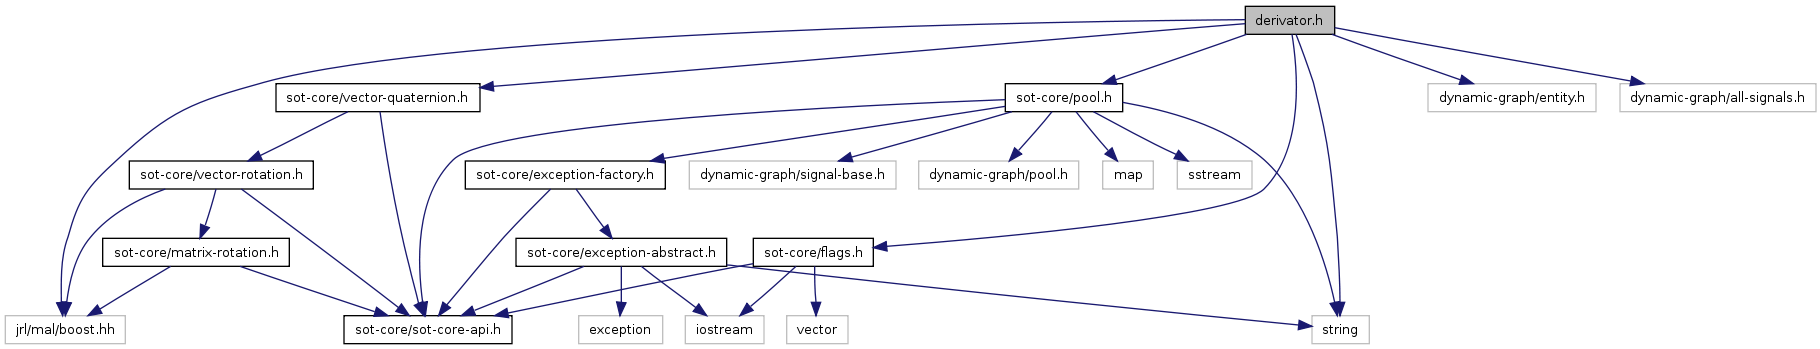 derivator.h
sot-core/vector-quaternion.h
sot-core/pool.h
dynamic-graph/entity.h
dynamic-graph/all-signals.h
sot-core/vector-rotation.h
sot-core/exception-factory.h
dynamic-graph/signal-base.h
dynamic-graph/pool.h
map
sstream
sot-core/matrix-rotation.h
sot-core/exception-abstract.h
sot-core/flags.h
jrl/mal/boost.hh
sot-core/sot-core-api.h
exception
iostream
vector
string